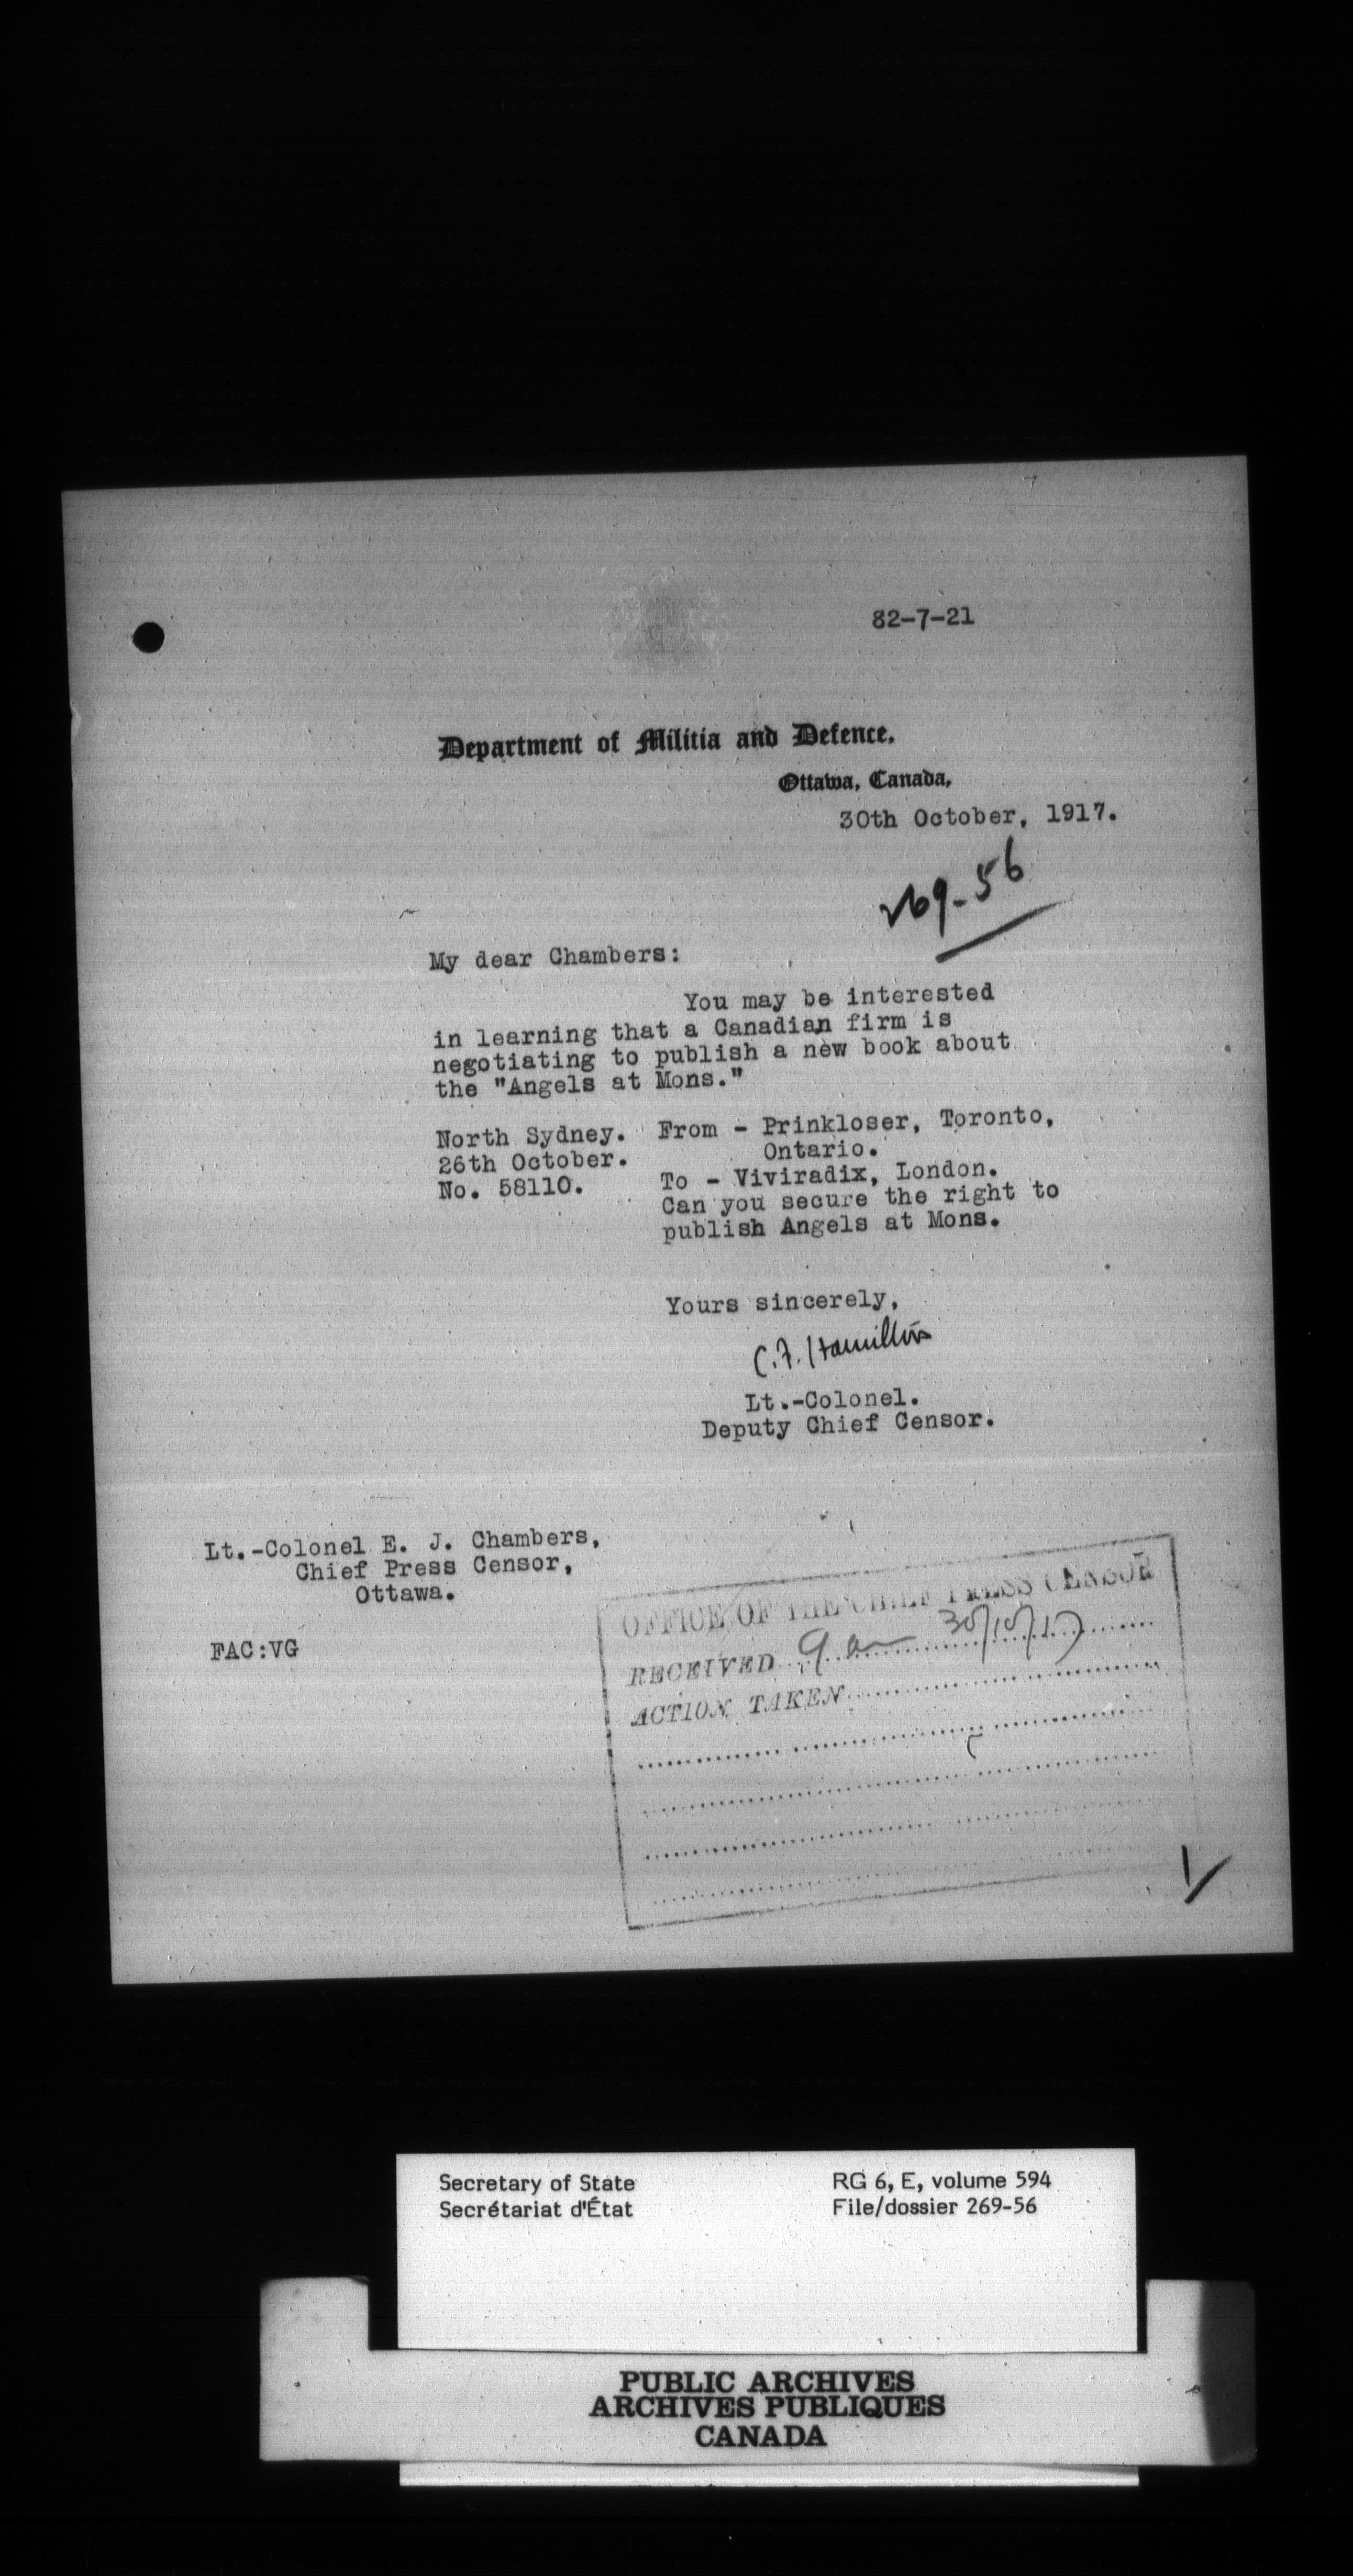 82-7-21
Department of Militia and Defence.
Ottawa, Canada,
30th October, 1917.
269-56
My dear Chambers:
You may be interested
in learning that a Canadian firm is
negotiating to publish a new book about
the "Angels at Mons."
North Sydney. From - Prinkloser, Toronto,
26th October. Ontario.
No. 58110. To - Viviradix, London.
Can you secure the right to
publish Angels at Mons.
Yours sincerely,
C.F. Hamilton
Lt.-Colonel.
Deputy Chief Censor.
Lt.-Colonel E. J. Chambers,
Chief Press Censor,
Ottawa.
FAC:VG
OFFICE OF THE CHIEF PRESS CENSOR
RECEIVED 9 am 30/10/17
ACTION TAKEN
Secretary of State RG 6, E, volume 594
Secrétariat d'État File/dossier 269-56
PUBLIC ARCHIVES
ARCHIVES PUBLIQUES
CANADA